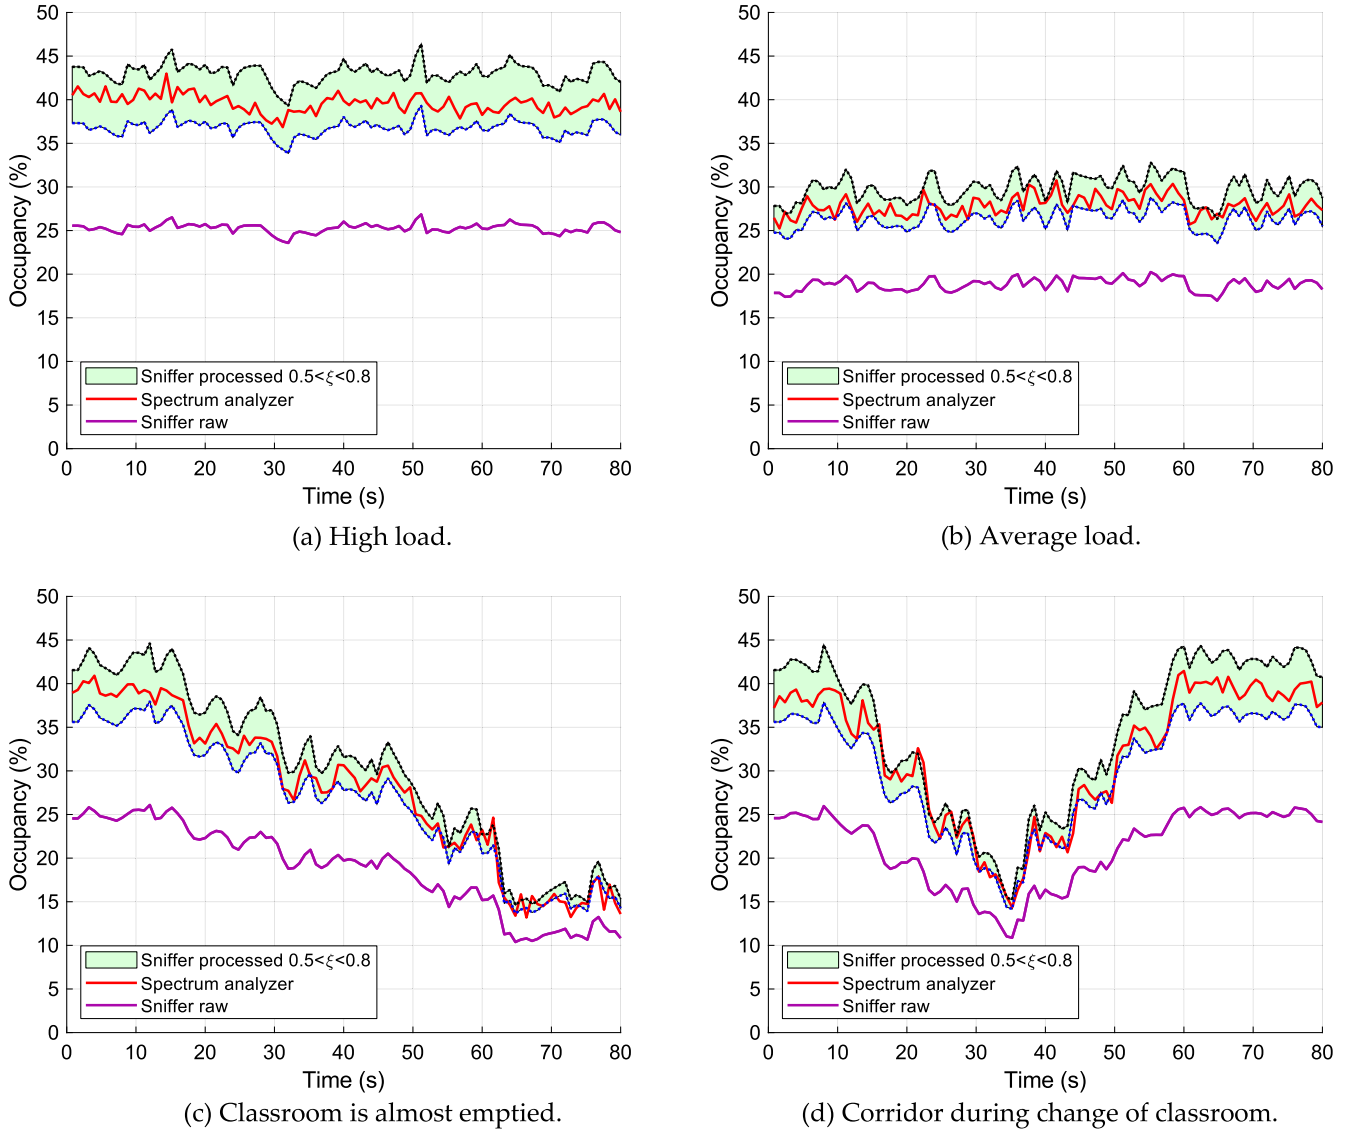 50
45
40
35
30
25
20
15
10
5
0
Occupancy (%)
Sniffer processed 0.5<ξ<0.8
Spectrum analyzer
Sniffer raw
0 10 20 30 40 50 60 70 80
Time (s)
(a) High load.
50
45
40
35
30
25
20
15
10
5
0
Occupancy (%)
Sniffer processed 0.5<ξ<0.8
Spectrum analyzer
Sniffer raw
0 10 20 30 40 50 60 70 80
Time (s)
(b) Average load.
50
45
40
35
30
25
20
15
10
5
0
Occupancy (%)
Sniffer processed 0.5<ξ<0.8
Spectrum analyzer
Sniffer raw
0 10 20 30 40 50 60 70 80
Time (s)
(c) Classroom is almost emptied.
50
45
40
35
30
25
20
15
10
5
0
Occupancy (%)
Sniffer processed 0.5<ξ<0.8
Spectrum analyzer
Sniffer raw
0 10 20 30 40 50 60 70 80
Time (s)
(d) Corridor during change of classroom.